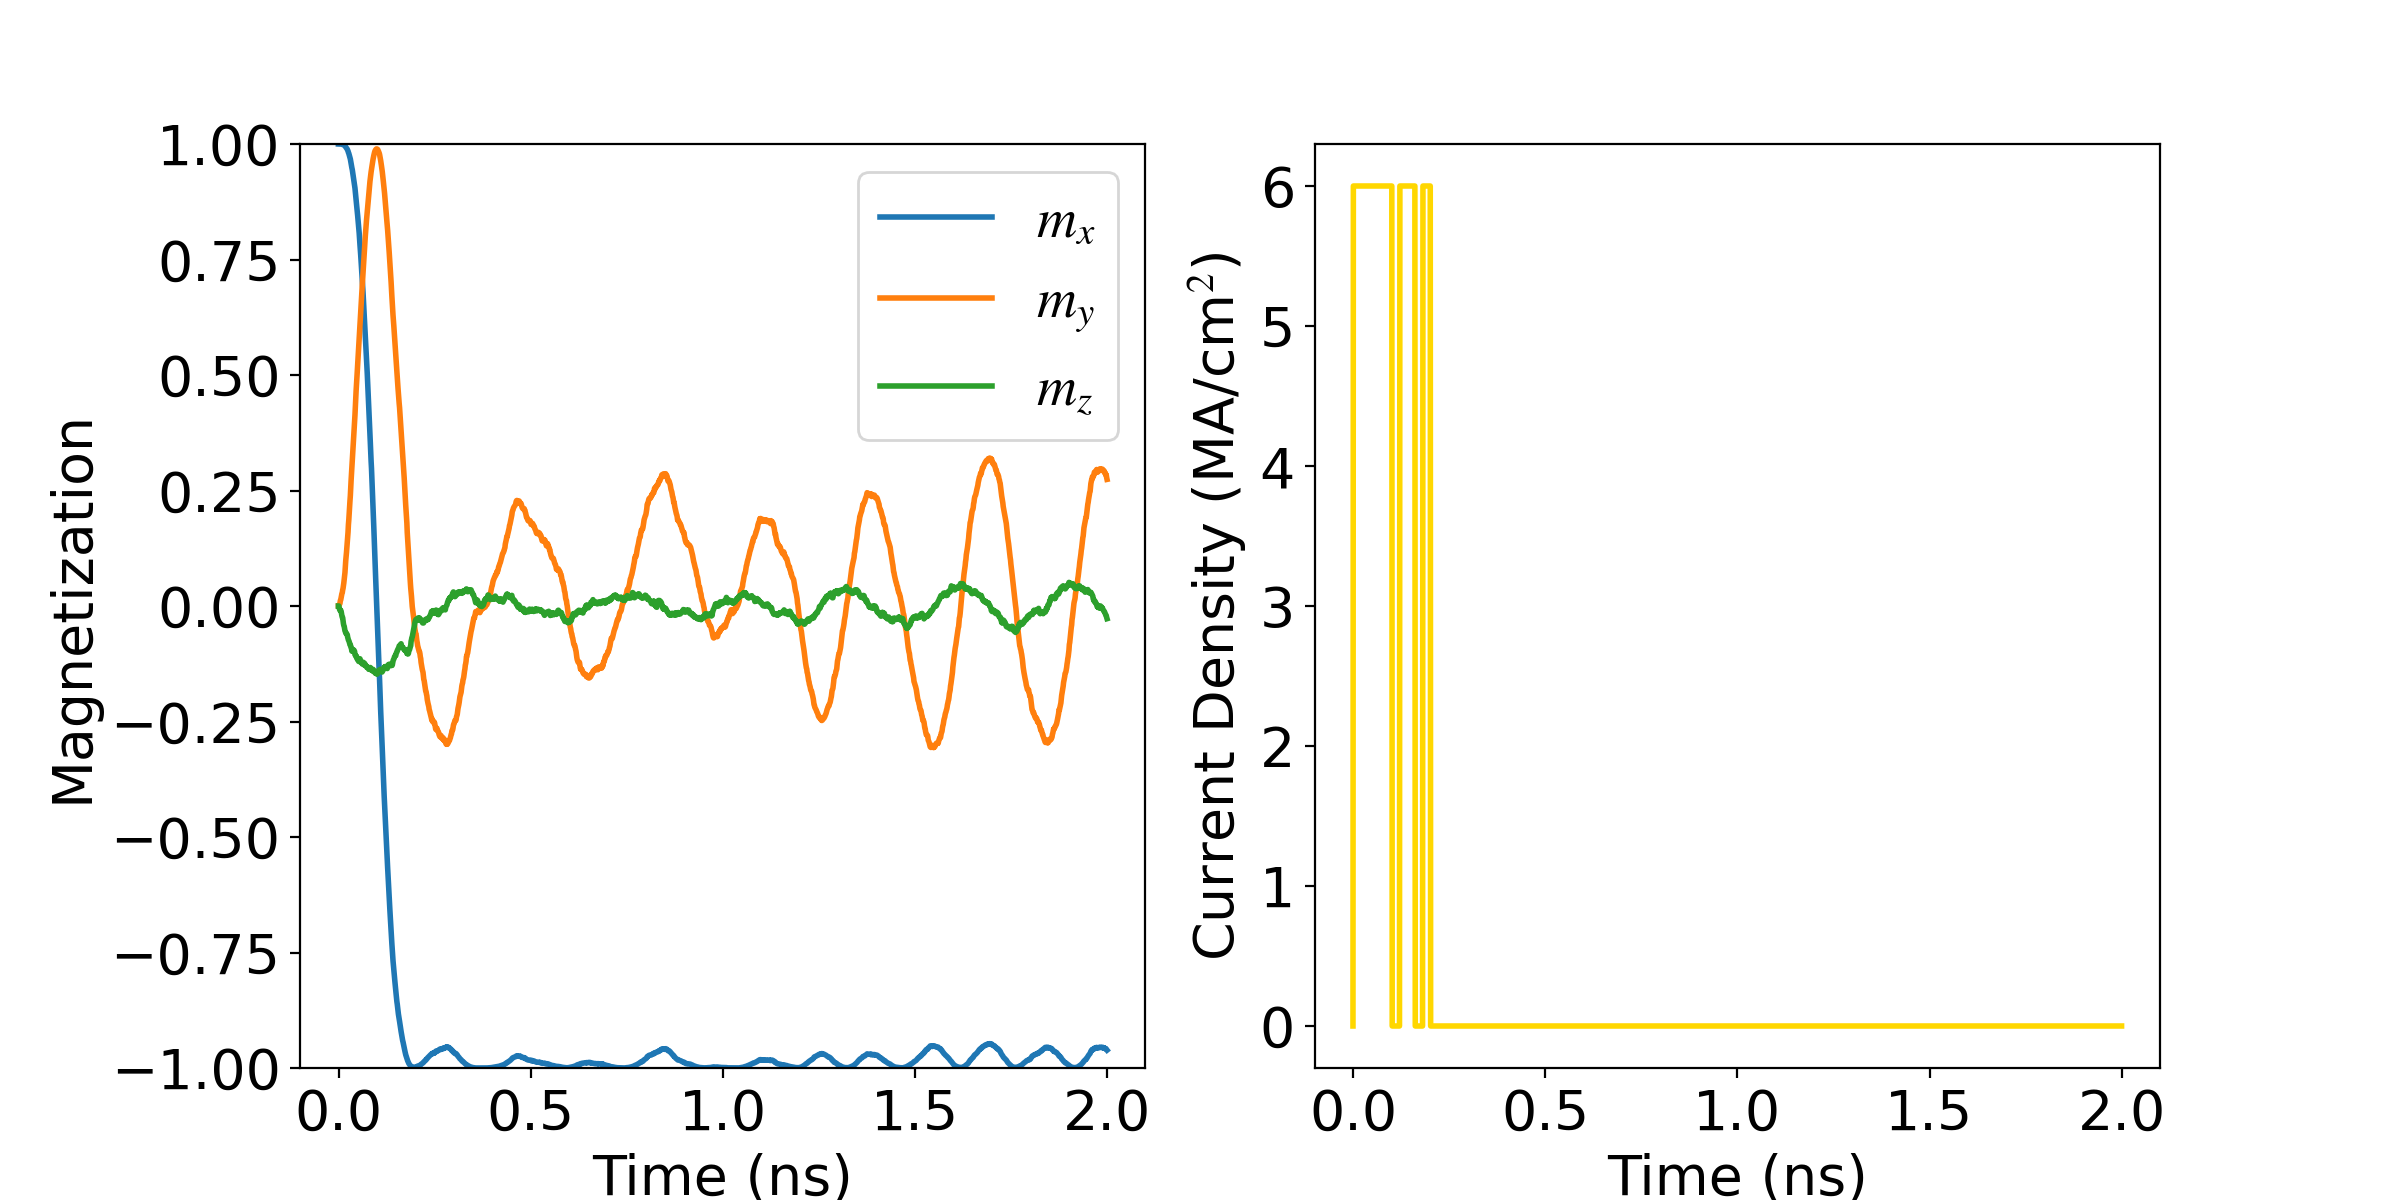 Magnetization
1.00
0.75
0.50
0.25
0.00
−0.25
−0.50
−0.75
−1.00
0.0 0.5 1.0 1.5 2.0
Time (ns)
m_x
m_y
m_z
Current Density (MA/cm²)
6
5
4
3
2
1
0
0.0 0.5 1.0 1.5 2.0
Time (ns)